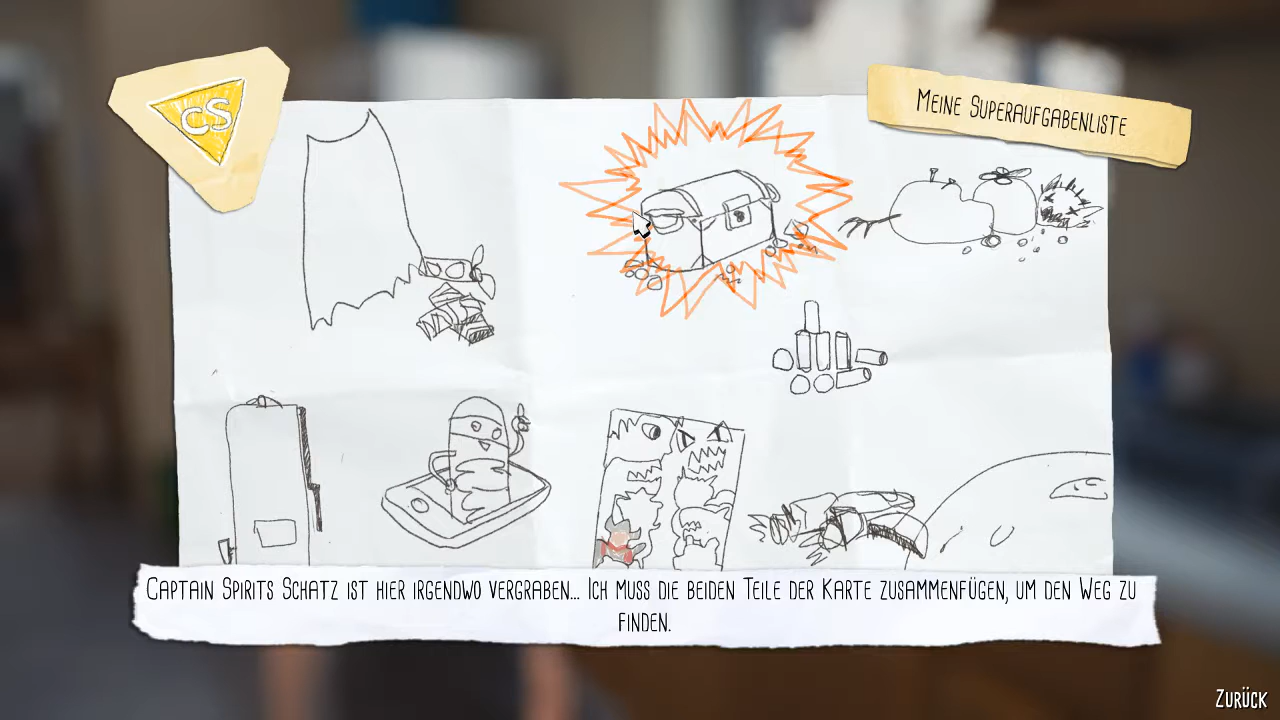 CS
Meine Superaufgabenliste
Captain Spirits Schatz ist hier irgendwo vergraben... Ich muss die beiden Teile der Karte zusammenfügen, um den Weg zu
finden.
Zurück